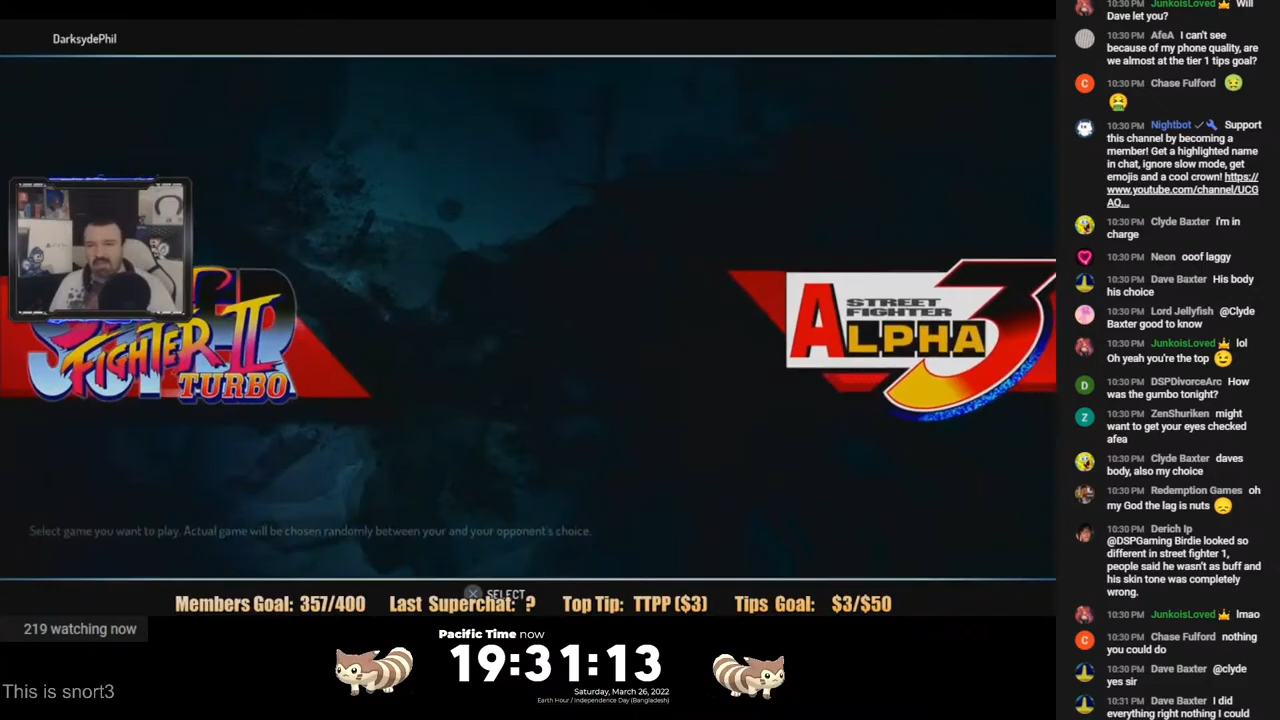 DarksydePhil
SUPER
STREET
FIGHTER II
TURBO
STREET
FIGHTER
ALPHA 3
Select game you want to play. Actual game will be chosen randomly between your and your opponent's choice.
SELECT
Members Goal: 357/400 Last Superchat: ? Top Tip: TTPP ($3) Tips Goal: $3/$50
219 watching now
Pacific Time now
19:31:13
Saturday, March 26, 2022
Earth Hour / Independence Day (Bangladesh)
This is snort3
10:30 PM JunkoisLoved Will
Dave let you?
10:30 PM AfeA I can't see
because of my phone quality, are
we almost at the tier 1 tips goal?
10:30 PM Chase Fulford 🤢
🤮
10:30 PM Nightbot Support
this channel by becoming a
member! Get a highlighted name
in chat, ignore slow mode, get
emojis and a cool crown! https://
www.youtube.com/channel/UCG
AQ...
10:30 PM Clyde Baxter i'm in
charge
10:30 PM Neon ooof laggy
10:30 PM Dave Baxter His body
his choice
10:30 PM Lord Jellyfish @Clyde
Baxter good to know
10:30 PM JunkoisLoved lol
Oh yeah you're the top 😉
10:30 PM DSPDivorceArc How
was the gumbo tonight?
10:30 PM ZenShuriken might
want to get your eyes checked
afea
10:30 PM Clyde Baxter daves
body, also my choice
10:30 PM Redemption Games oh
my God the lag is nuts 😞
10:30 PM Derich Ip
@DSPGaming Birdie looked so
different in street fighter 1,
people said he wasn't as buff and
his skin tone was completely
wrong.
10:30 PM JunkoisLoved lmao
10:30 PM Chase Fulford nothing
you could do
10:30 PM Dave Baxter @clyde
yes sir
10:31 PM Dave Baxter I did
everything right nothing I could